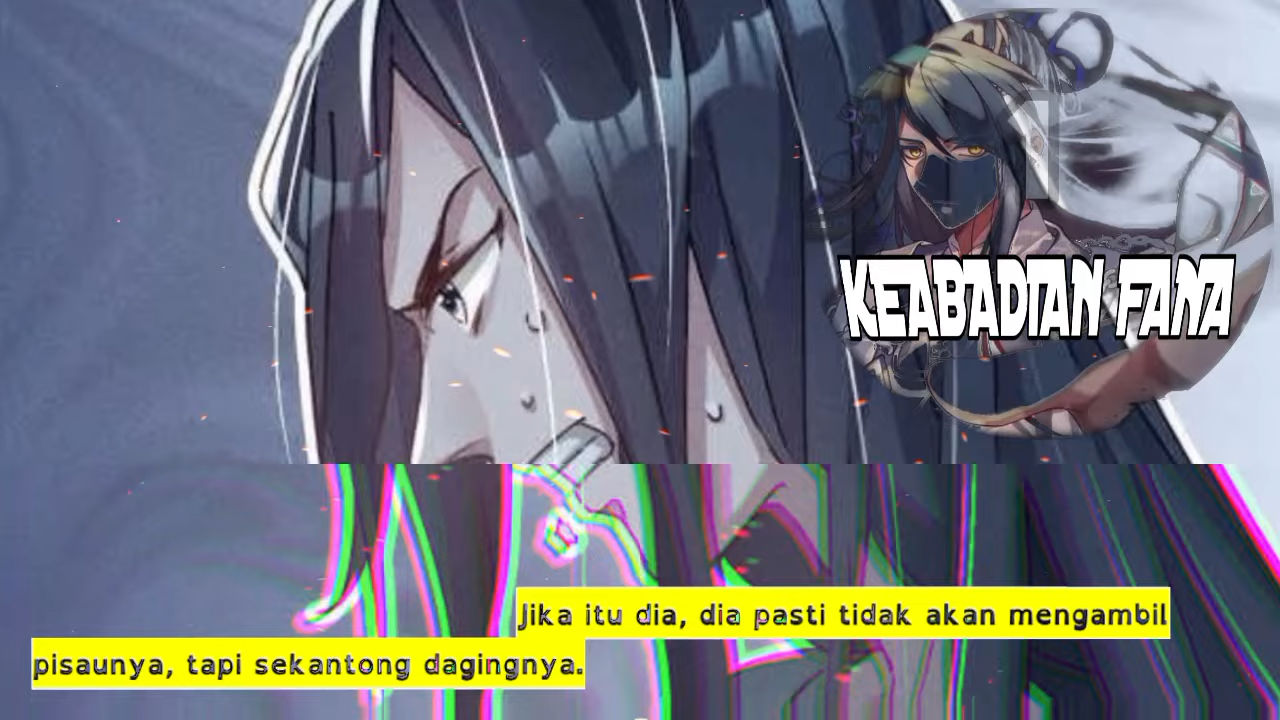 KEABADIAN FANA
Jika itu dia, dia pasti tidak akan mengambil
pisaunya, tapi sekantong dagingnya.